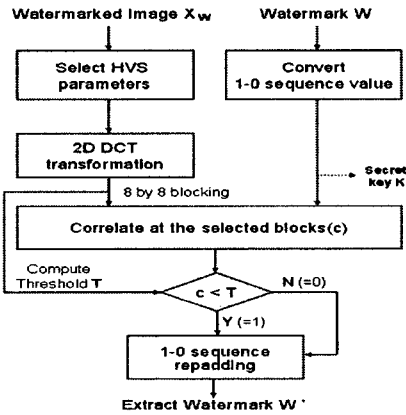 Watermarked Image Xw
Watermark W
Select HVS
parameters
Convert
1-0 sequence value
2D DCT
transformation
Secret
key K
8 by 8 blocking
Correlate at the selected blocks(c)
Compute
Threshold T
c < T
N (=0)
Y (=1)
1-0 sequence
repadding
Extract Watermark W '